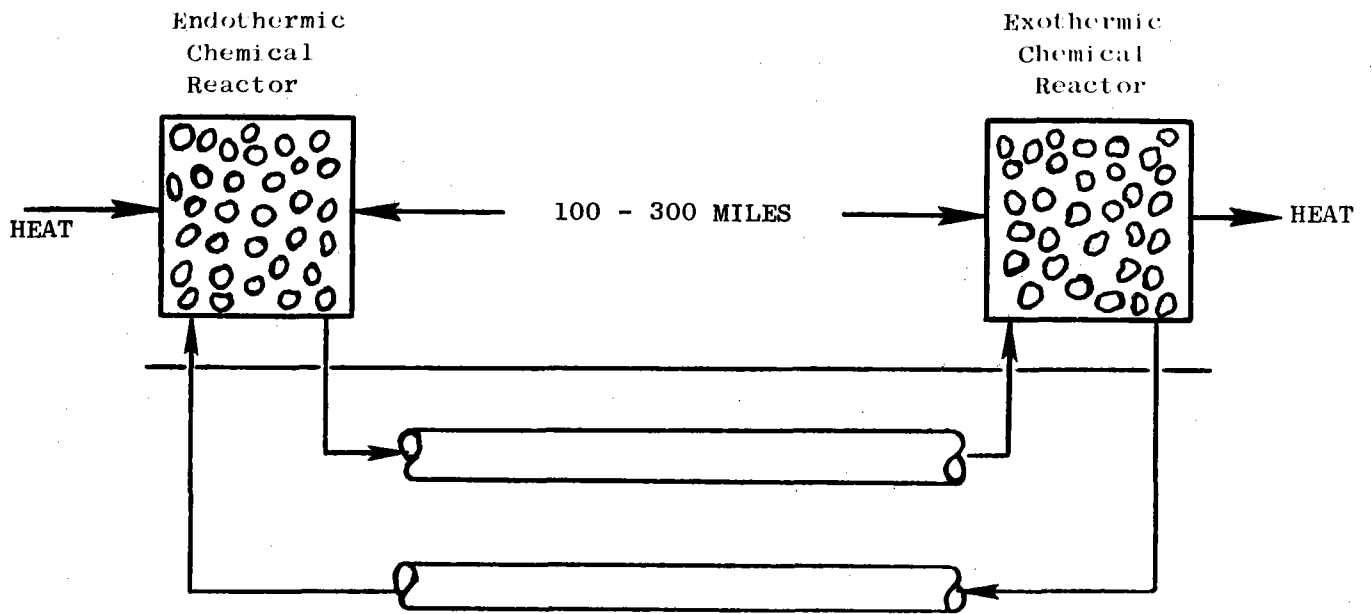 Endothermic
Chemical
Reactor
Exothermic
Chemical
Reactor
HEAT
100 - 300 MILES
HEAT